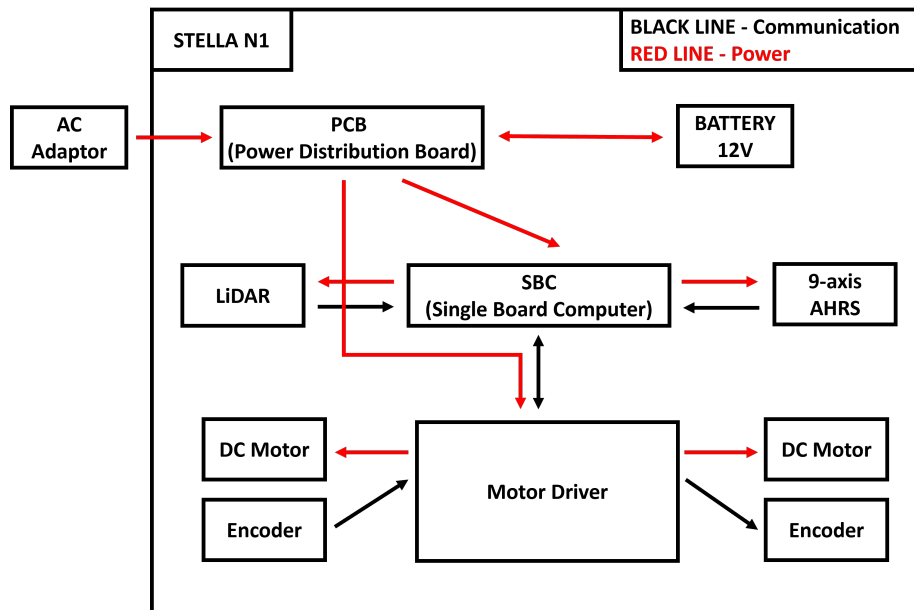 STELLA N1
BLACK LINE - Communication
RED LINE - Power
AC
Adaptor
PCB
(Power Distribution Board)
BATTERY
12V
LiDAR
SBC
(Single Board Computer)
9-axis
AHRS
DC Motor
Encoder
Motor Driver
DC Motor
Encoder